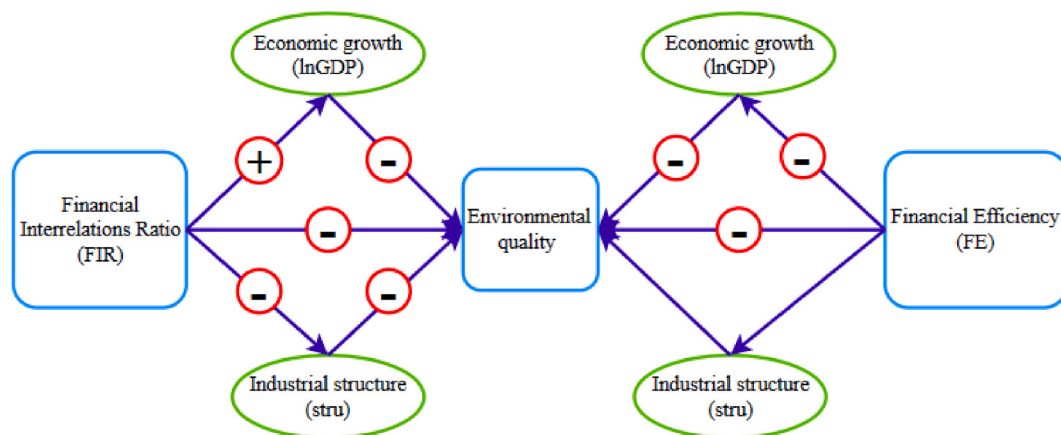 Economic growth
(lnGDP)
Economic growth
(lnGDP)
+
-
-
-
Financial
Interrelations Ratio
(FIR)
-
Environmental
quality
-
Financial Efficiency
(FE)
-
-
Industrial structure
(stru)
Industrial structure
(stru)